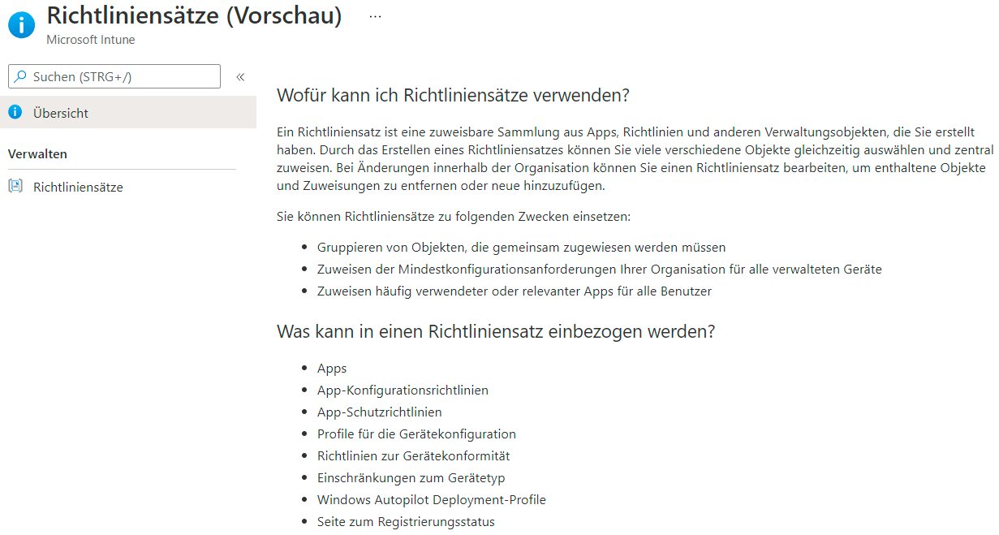 Richtliniensätze (Vorschau) ...
Microsoft Intune
Suchen (STRG+/)
«
Übersicht
Verwalten
Richtliniensätze
Wofür kann ich Richtliniensätze verwenden?
Ein Richtliniensatz ist eine zuweisbare Sammlung aus Apps, Richtlinien und anderen Verwaltungsobjekten, die Sie erstellt
haben. Durch das Erstellen eines Richtliniensatzes können Sie viele verschiedene Objekte gleichzeitig auswählen und zentral
zuweisen. Bei Änderungen innerhalb der Organisation können Sie einen Richtliniensatz bearbeiten, um enthaltene Objekte
und Zuweisungen zu entfernen oder neue hinzuzufügen.
Sie können Richtliniensätze zu folgenden Zwecken einsetzen:
• Gruppieren von Objekten, die gemeinsam zugewiesen werden müssen
• Zuweisen der Mindestkonfigurationsanforderungen Ihrer Organisation für alle verwalteten Geräte
• Zuweisen häufig verwendeter oder relevanter Apps für alle Benutzer
Was kann in einen Richtliniensatz einbezogen werden?
• Apps
• App-Konfigurationsrichtlinien
• App-Schutzrichtlinien
• Profile für die Gerätekonfiguration
• Richtlinien zur Gerätekonformität
• Einschränkungen zum Gerätetyp
• Windows Autopilot Deployment-Profile
• Seite zum Registrierungsstatus